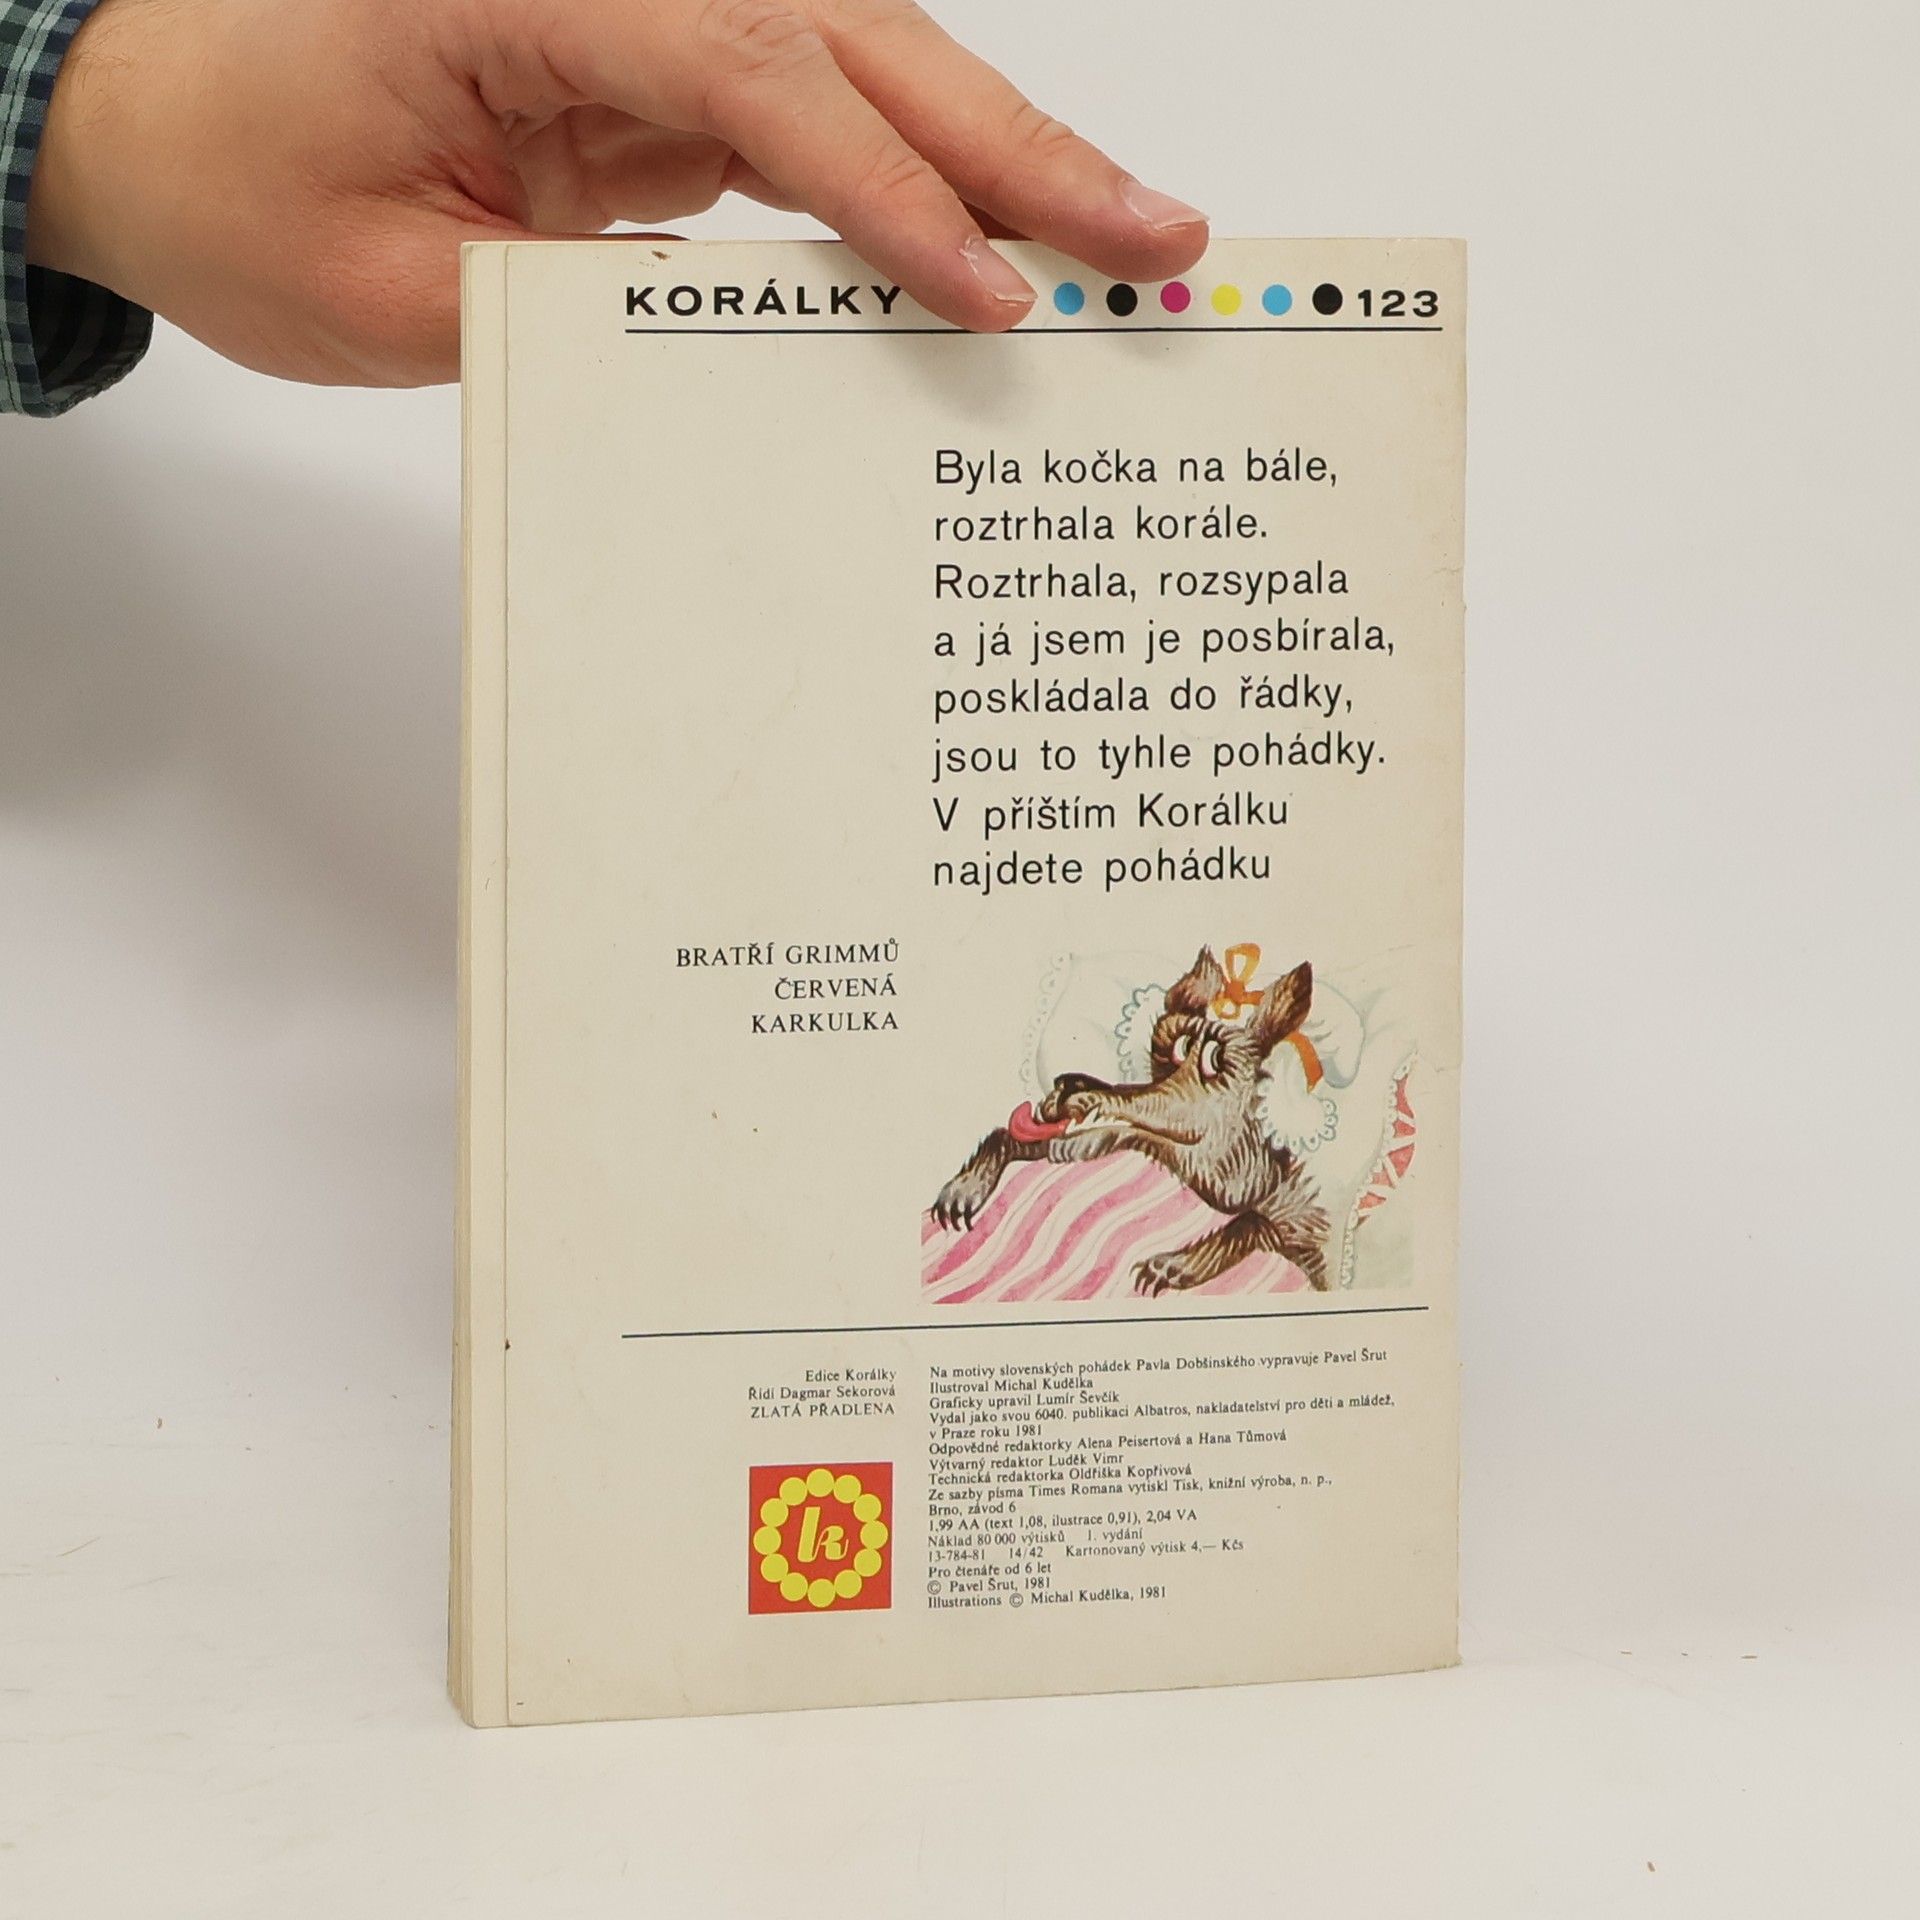 KORÁLKY 123
Byla kočka na bále,
roztrhala korále.
Roztrhala, rozsypala
a já jsem je posbírala,
poskládala do řádky,
jsou to tyhle pohádky.
V příštím Korálku
najdete pohádku
BRATŘÍ GRIMMŮ
ČERVENÁ
KARKULKA
Edice Korálky
Řídí Dagmar Sekorová
ZLATÁ PŘADLENA
k
Na motivy slovenských pohádek Pavla Dobšinského vypravuje Pavel Šrut
Ilustroval Michal Kudělka
Graficky upravil Lumír Ševčík
Vydal jako svou 6040. publikaci Albatros, nakladatelství pro děti a mládež,
v Praze roku 1981
Odpovědné redaktorky Alena Peisertová a Hana Tůmová
Výtvarný redaktor Luděk Vimr
Technická redaktorka Oldřiška Kopřivová
Ze sazby písma Times Romana vytiskl Tisk, knižní výroba, n. p.,
Brno, závod 6
1,99 AA (text 1,08, ilustrace 0,91), 2,04 VA
Náklad 80 000 výtisků 1. vydání
13-784-81 14/42 Kartonovaný výtisk 4,— Kčs
Pro čtenáře od 6 let
© Pavel Šrut, 1981
Illustrations © Michal Kudělka, 1981